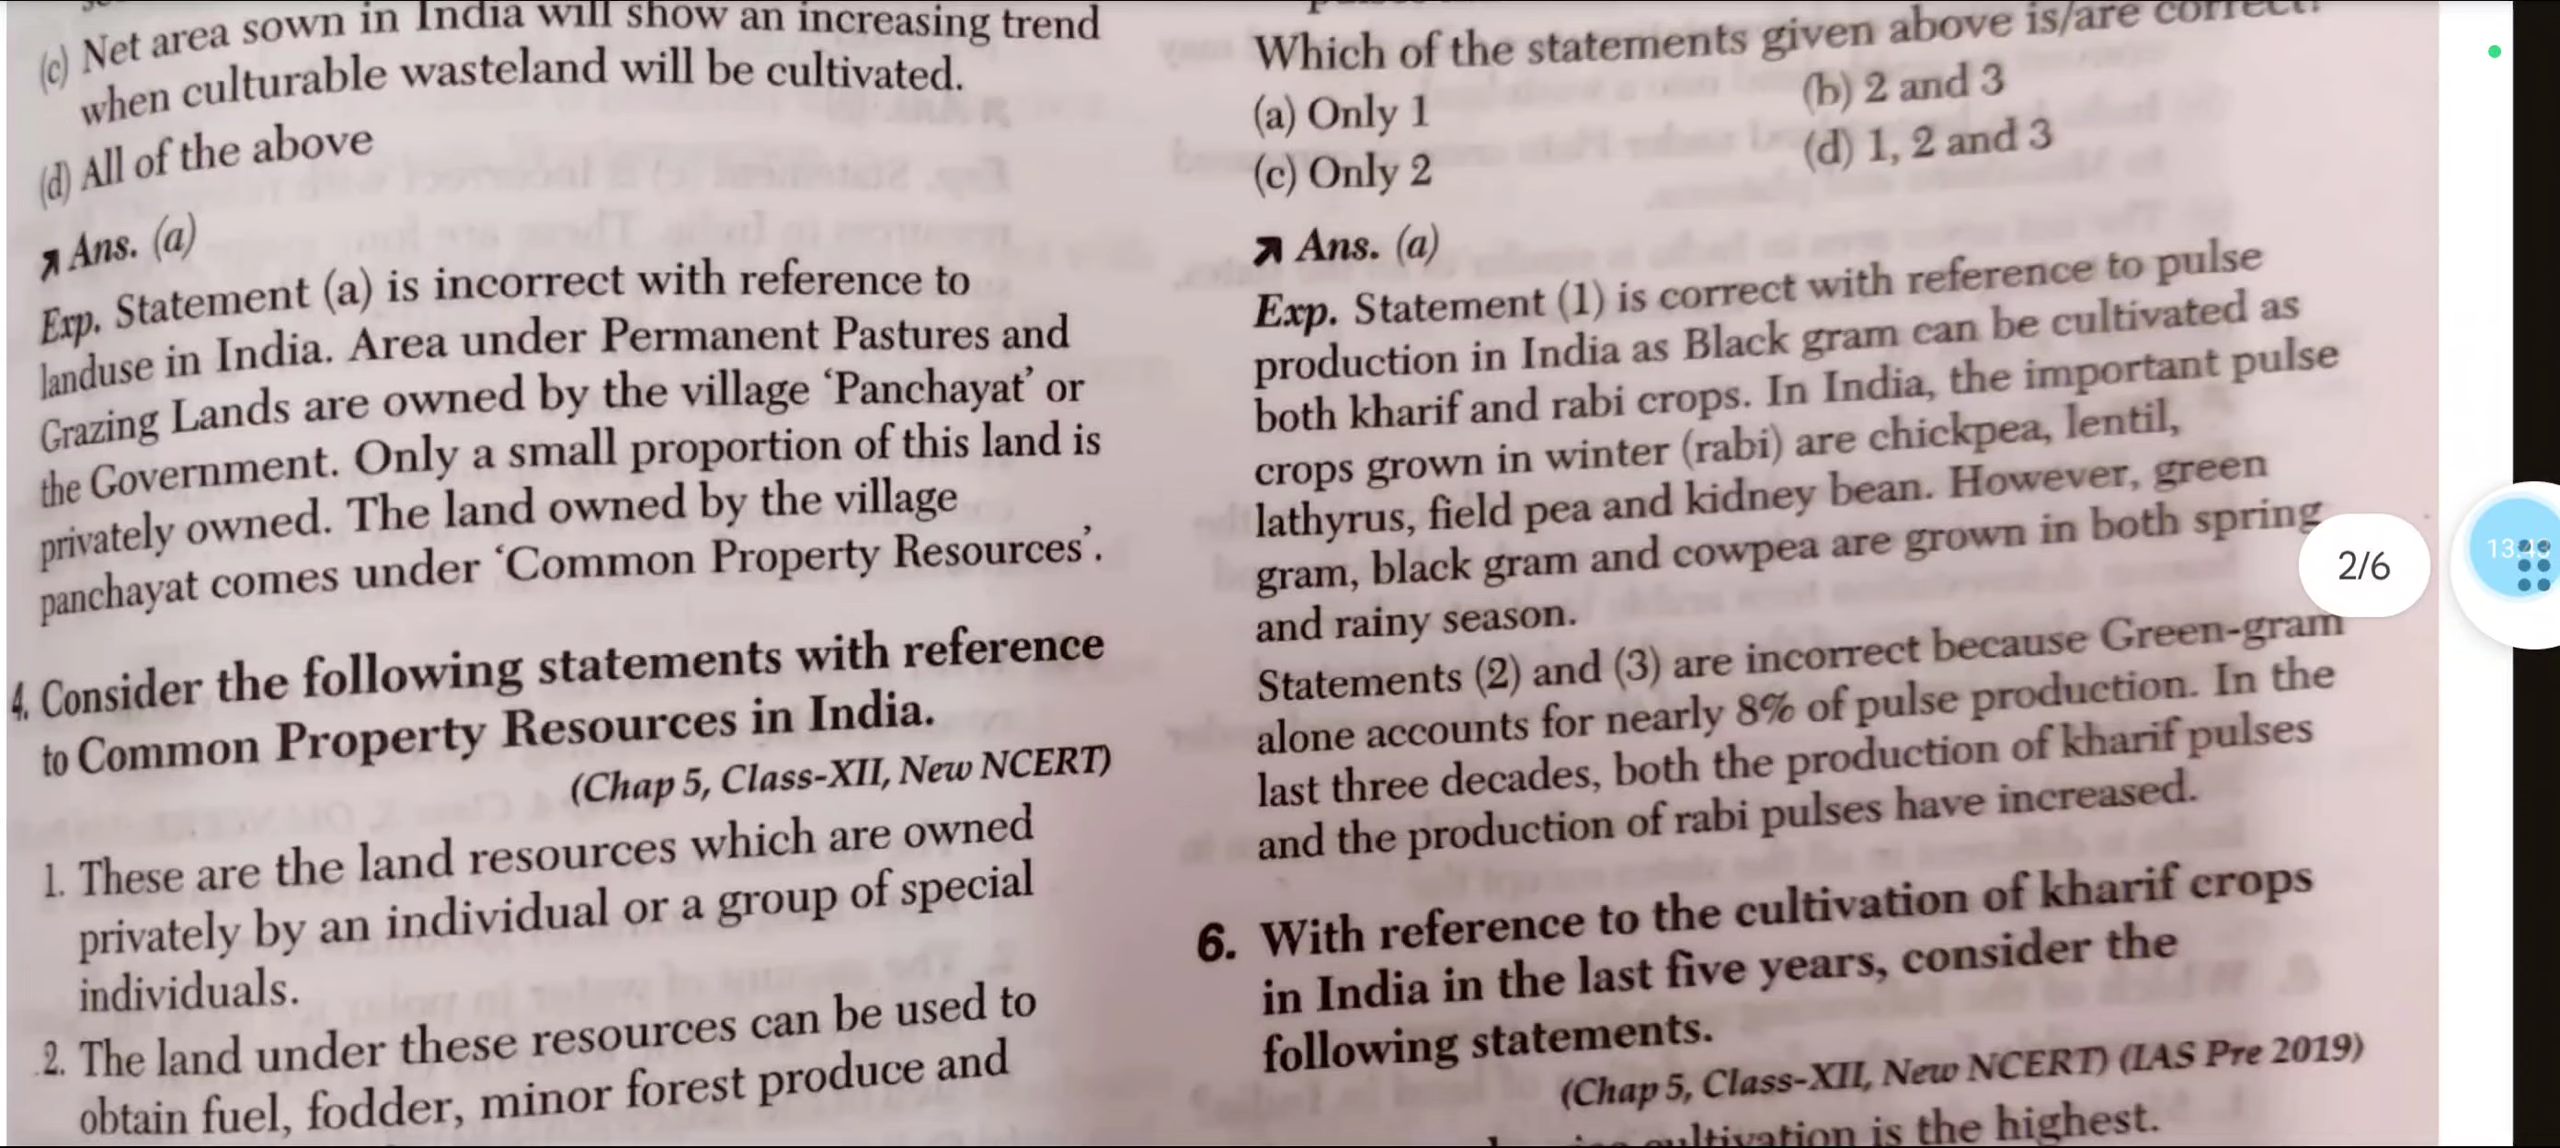 (c) Net area sown in India will show an increasing trend
when culturable wasteland will be cultivated.
(d) All of the above
Ans. (a)
Exp. Statement (a) is incorrect with reference to
landuse in India. Area under Permanent Pastures and
Grazing Lands are owned by the village ‘Panchayat’ or
the Government. Only a small proportion of this land is
privately owned. The land owned by the village
panchayat comes under ‘Common Property Resources’.
4. Consider the following statements with reference
to Common Property Resources in India.
(Chap 5, Class-XII, New NCERT)
1. These are the land resources which are owned
privately by an individual or a group of special
individuals.
2. The land under these resources can be used to
obtain fuel, fodder, minor forest produce and
Which of the statements given above is/are correct?
(a) Only 1
(b) 2 and 3
(c) Only 2
(d) 1, 2 and 3
Ans. (a)
Exp. Statement (1) is correct with reference to pulse
production in India as Black gram can be cultivated as
both kharif and rabi crops. In India, the important pulse
crops grown in winter (rabi) are chickpea, lentil,
lathyrus, field pea and kidney bean. However, green
gram, black gram and cowpea are grown in both spring
and rainy season.
Statements (2) and (3) are incorrect because Green-gram
alone accounts for nearly 8% of pulse production. In the
last three decades, both the production of kharif pulses
and the production of rabi pulses have increased.
6. With reference to the cultivation of kharif crops
in India in the last five years, consider the
following statements.
(Chap 5, Class-XII, New NCERT) (IAS Pre 2019)
cultivation is the highest.
2/6